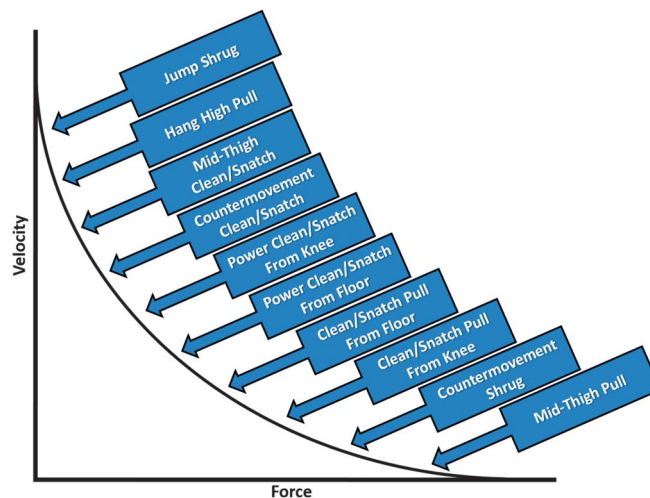 Jump Shrug
Hang High Pull
Mid-Thigh
Clean/Snatch
Countermovement
Clean/Snatch
Power Clean/Snatch
From Knee
Power Clean/Snatch
From Floor
Clean/Snatch Pull
From Floor
Clean/Snatch Pull
From Knee
Countermovement
Shrug
Mid-Thigh Pull
Velocity
Force